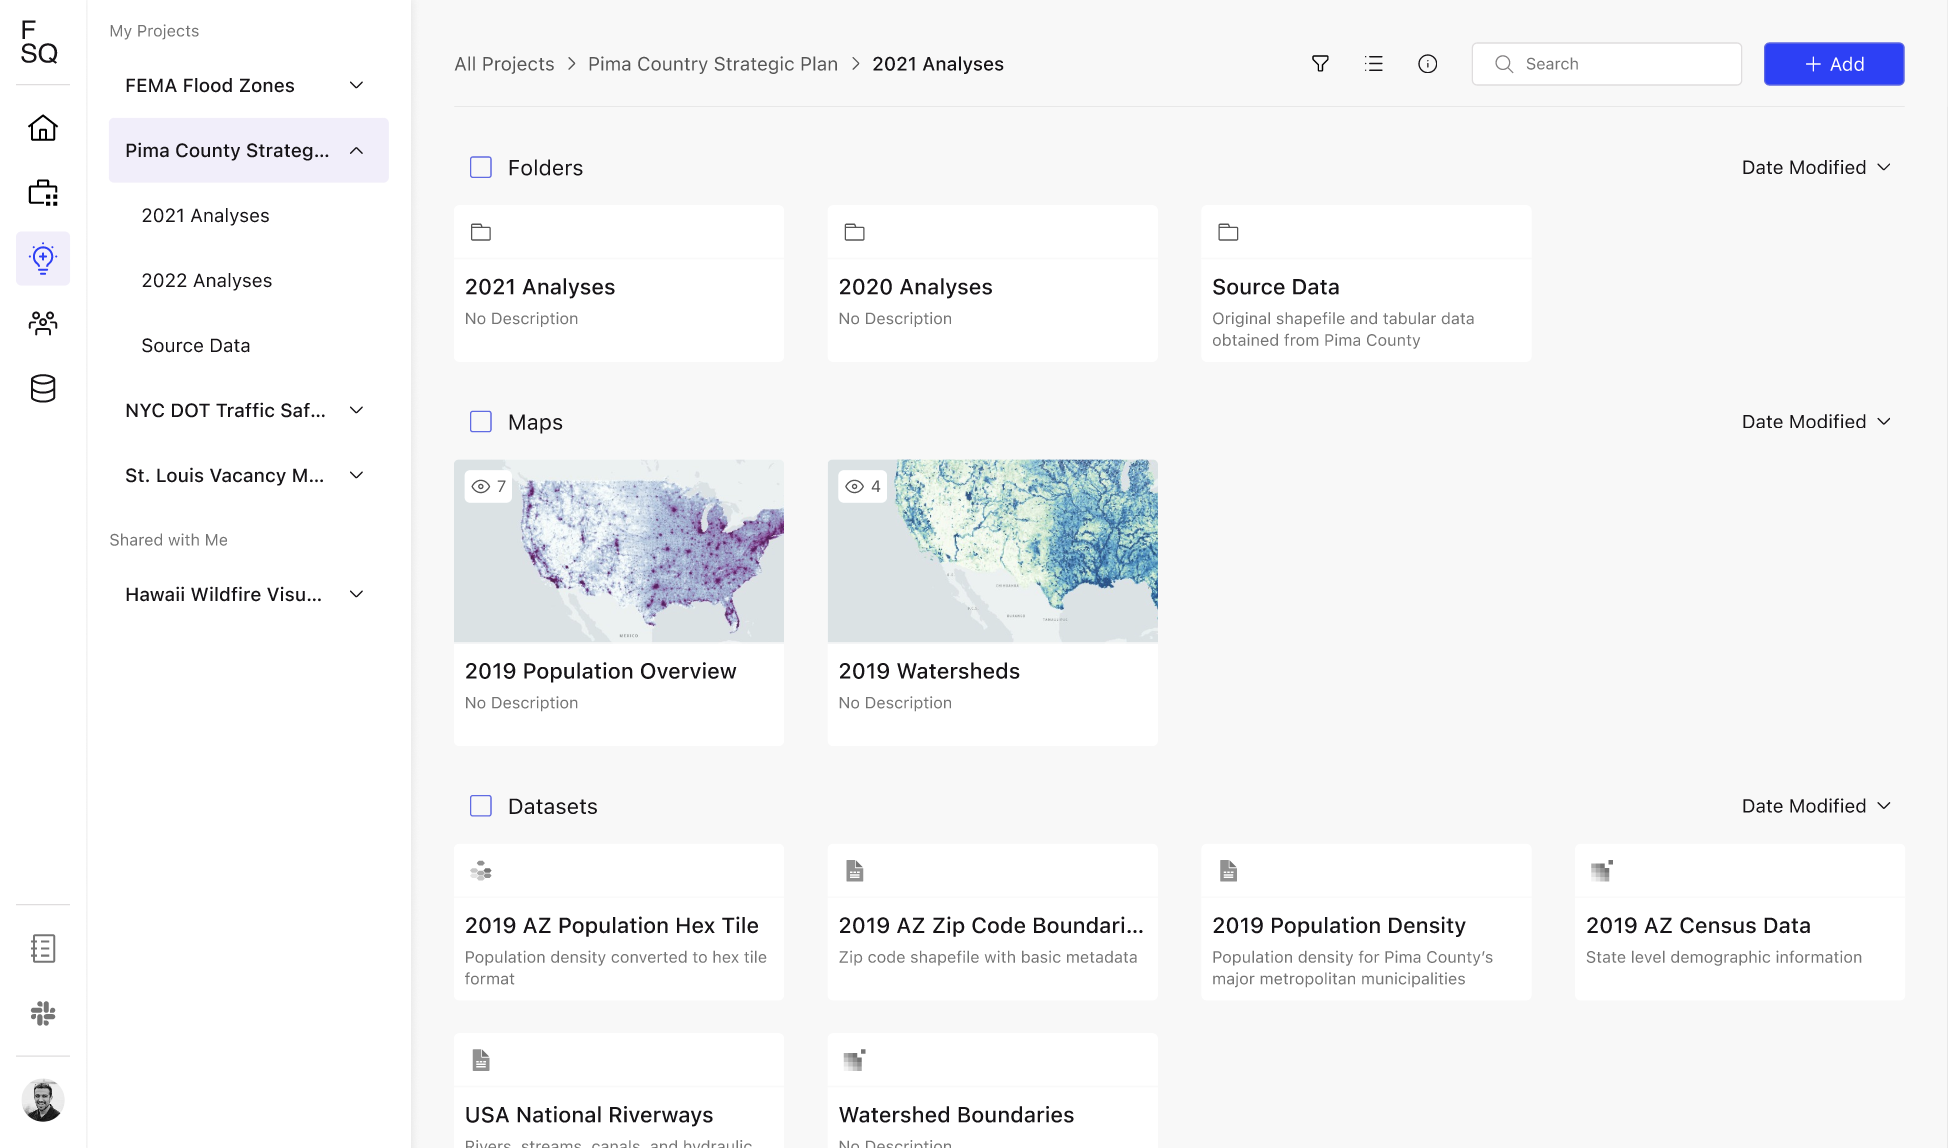 F
SQ
My Projects
FEMA Flood Zones
Pima County Strateg...
2021 Analyses
2022 Analyses
Source Data
NYC DOT Traffic Saf...
St. Louis Vacancy M...
Shared with Me
Hawaii Wildfire Visu...
All Projects > Pima Country Strategic Plan > 2021 Analyses
Search
+ Add
Folders
Date Modified
2021 Analyses
No Description
2020 Analyses
No Description
Source Data
Original shapefile and tabular data
obtained from Pima County
Maps
Date Modified
7
MEXICO
2019 Population Overview
No Description
4
2019 Watersheds
No Description
Datasets
Date Modified
2019 AZ Population Hex Tile
Population density converted to hex tile
format
2019 AZ Zip Code Boundari...
Zip code shapefile with basic metadata
2019 Population Density
Population density for Pima County’s
major metropolitan municipalities
2019 AZ Census Data
State level demographic information
USA National Riverways
Rivers, streams, canals, and hydraulic
Watershed Boundaries
No Description